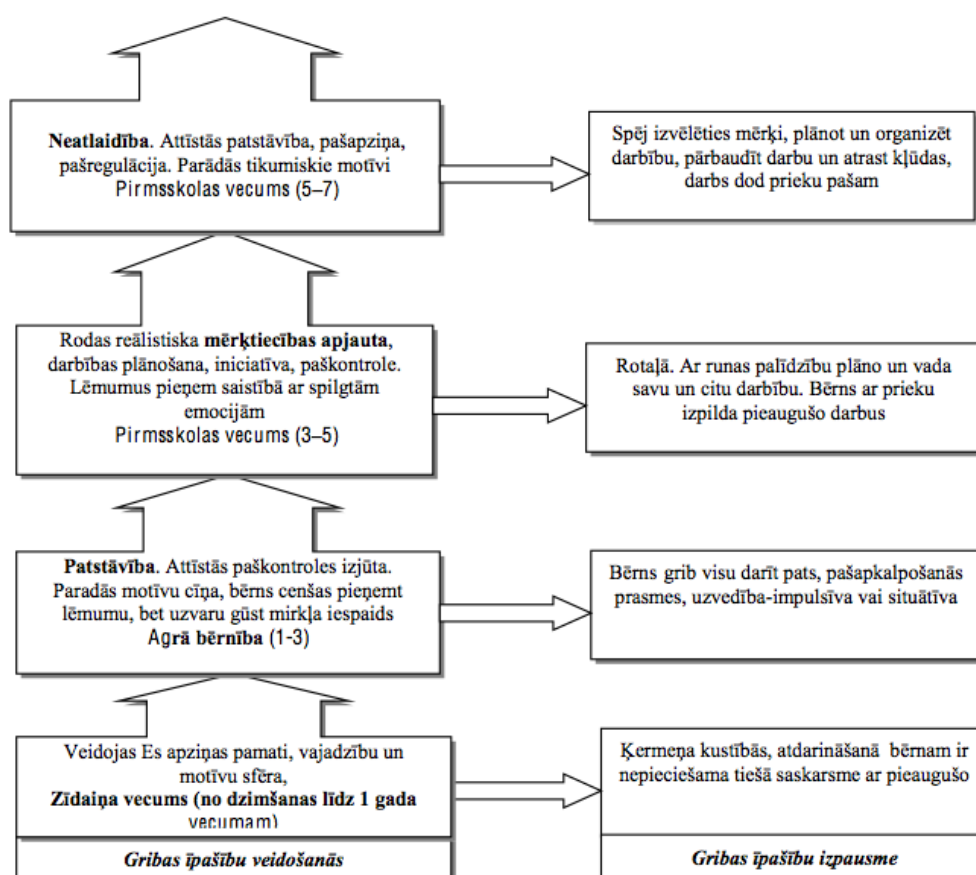 Neatlaidība. Attīstās patstāvība, pašapziņa,
pašregulācija. Parādās tikumiskie motīvi
Pirmsskolas vecums (5–7)
Spēj izvēlēties mērķi, plānot un organizēt
darbību, pārbaudīt darbu un atrast kļūdas,
darbs dod prieku pašam
Rodas reālistiska mērķtiecības apjauta,
darbības plānošana, iniciatīva, paškontrole.
Lēmumus pieņem saistībā ar spilgtām
emocijām
Pirmsskolas vecums (3–5)
Rotaļā. Ar runas palīdzību plāno un vada
savu un citu darbību. Bērns ar prieku
izpilda pieaugušo darbus
Patstāvība. Attīstās paškontroles izjūta.
Paradās motīvu cīņa, bērns cenšas pieņemt
lēmumu, bet uzvaru gūst mirkļa iespaids
Agrā bērnība (1-3)
Bērns grib visu darīt pats, pašapkalpošanās
prasmes, uzvedība-impulsīva vai situātīva
Veidojas Es apziņas pamati, vajadzību un
motīvu sfēra,
Zīdaiņa vecums (no dzimšanas līdz 1 gada
vecumam)
Ķermeņa kustībās, atdarināšanā bērnam ir
nepieciešama tiešā saskarsme ar pieaugušo
Gribas īpašību veidošanās
Gribas īpašību izpausme